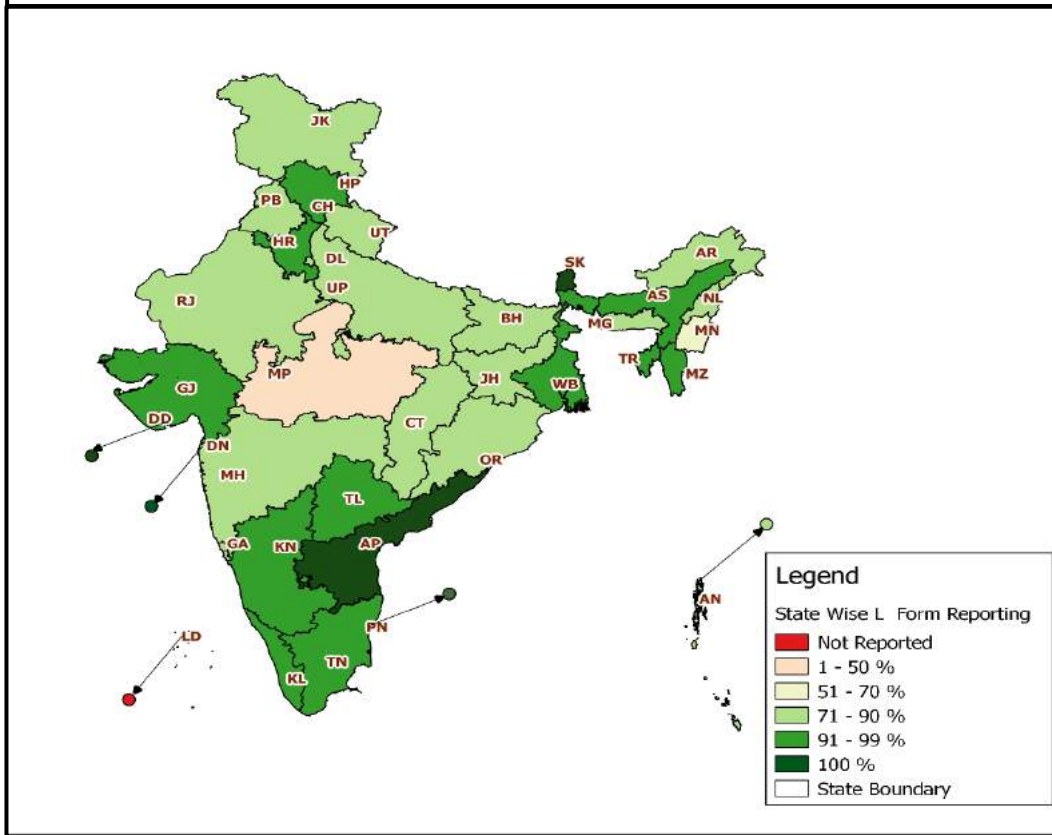 JK
HP
PB
CH
UT
HR
DL
SK
AR
UP
AS
NL
RJ
BH
MG
MN
MP
TR
MZ
JH
GJ
WB
CT
DD
DN
OR
MH
TL
GA
KN
AP
AN
PN
LD
TN
KL
Legend
State Wise L Form Reporting
Not Reported
1 - 50 %
51 - 70 %
71 - 90 %
91 - 99 %
100 %
State Boundary